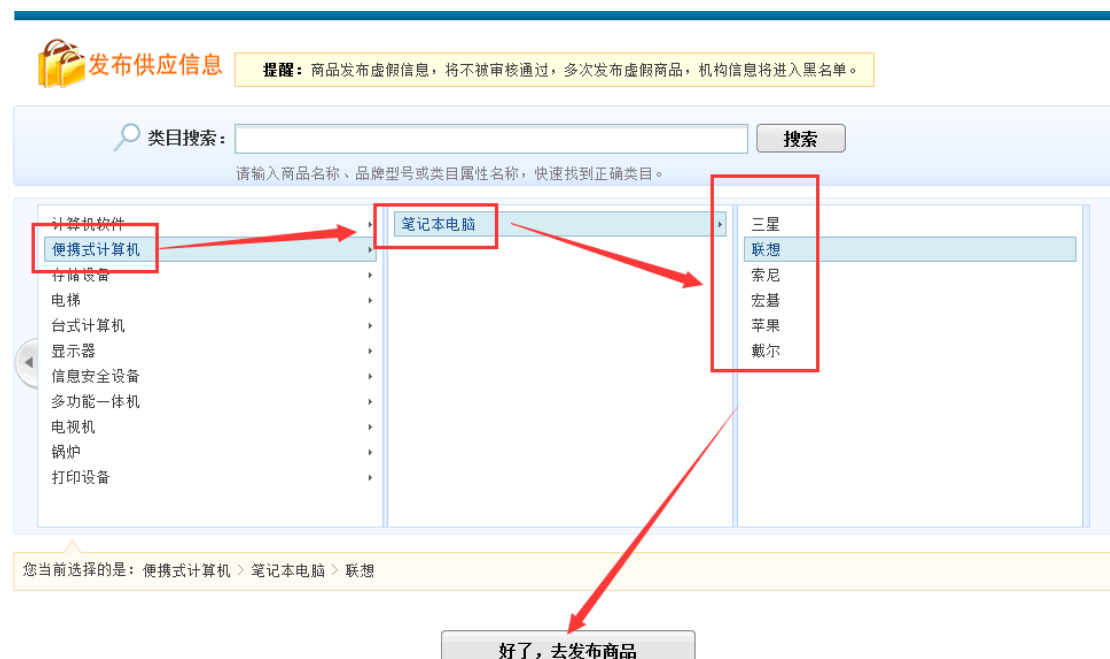 发布供应信息
提醒：商品发布虚假信息，将不被审核通过，多次发布虚假商品，机构信息将进入黑名单。
类目搜索：
搜索
请输入商品名称、品牌型号或类目属性名称，快速找到正确类目。
计算机软件
便携式计算机
存储设备
电梯
台式计算机
显示器
信息安全设备
多功能一体机
电视机
锅炉
打印设备
笔记本电脑
三星
联想
索尼
宏碁
苹果
戴尔
您当前选择的是：便携式计算机 > 笔记本电脑 > 联想
好了，去发布商品